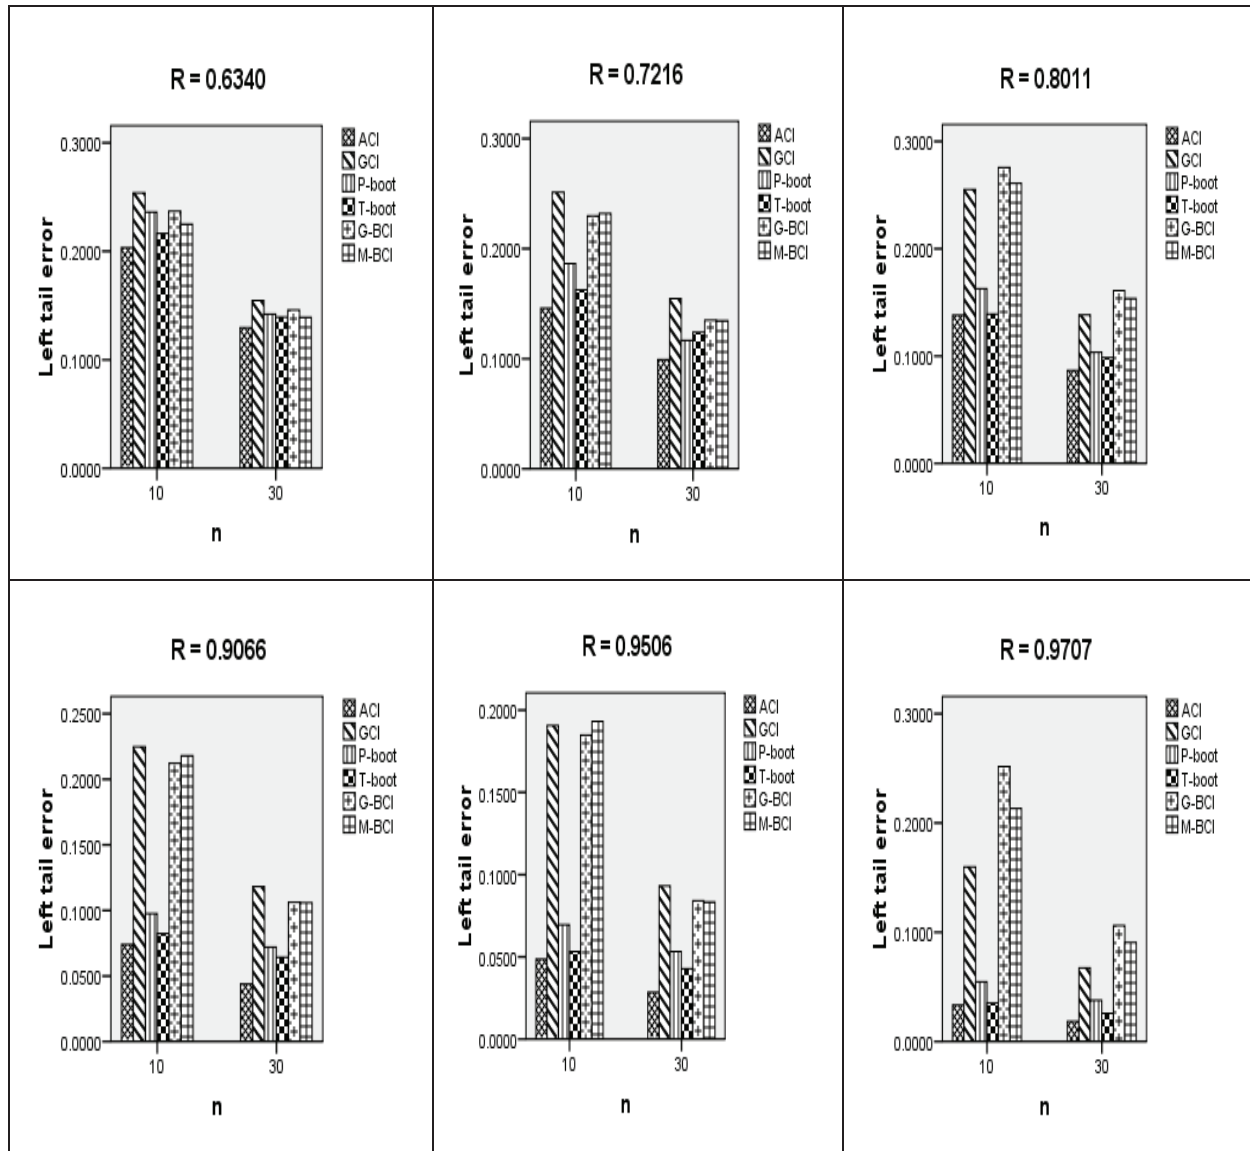 R = 0.6340
Left tail error
0.3000
0.2000
0.1000
0.0000
10
30
n
ACI
GCI
P-boot
T-boot
G-BCI
M-BCI
R = 0.7216
Left tail error
0.3000
0.2000
0.1000
0.0000
10
30
n
ACI
GCI
P-boot
T-boot
G-BCI
M-BCI
R = 0.8011
Left tail error
0.3000
0.2000
0.1000
0.0000
10
30
n
ACI
GCI
P-boot
T-boot
G-BCI
M-BCI
R = 0.9066
Left tail error
0.2500
0.2000
0.1500
0.1000
0.0500
0.0000
10
30
n
ACI
GCI
P-boot
T-boot
G-BCI
M-BCI
R = 0.9506
Left tail error
0.2000
0.1500
0.1000
0.0500
0.0000
10
30
n
ACI
GCI
P-boot
T-boot
G-BCI
M-BCI
R = 0.9707
Left tail error
0.3000
0.2000
0.1000
0.0000
10
30
n
ACI
GCI
P-boot
T-boot
G-BCI
M-BCI